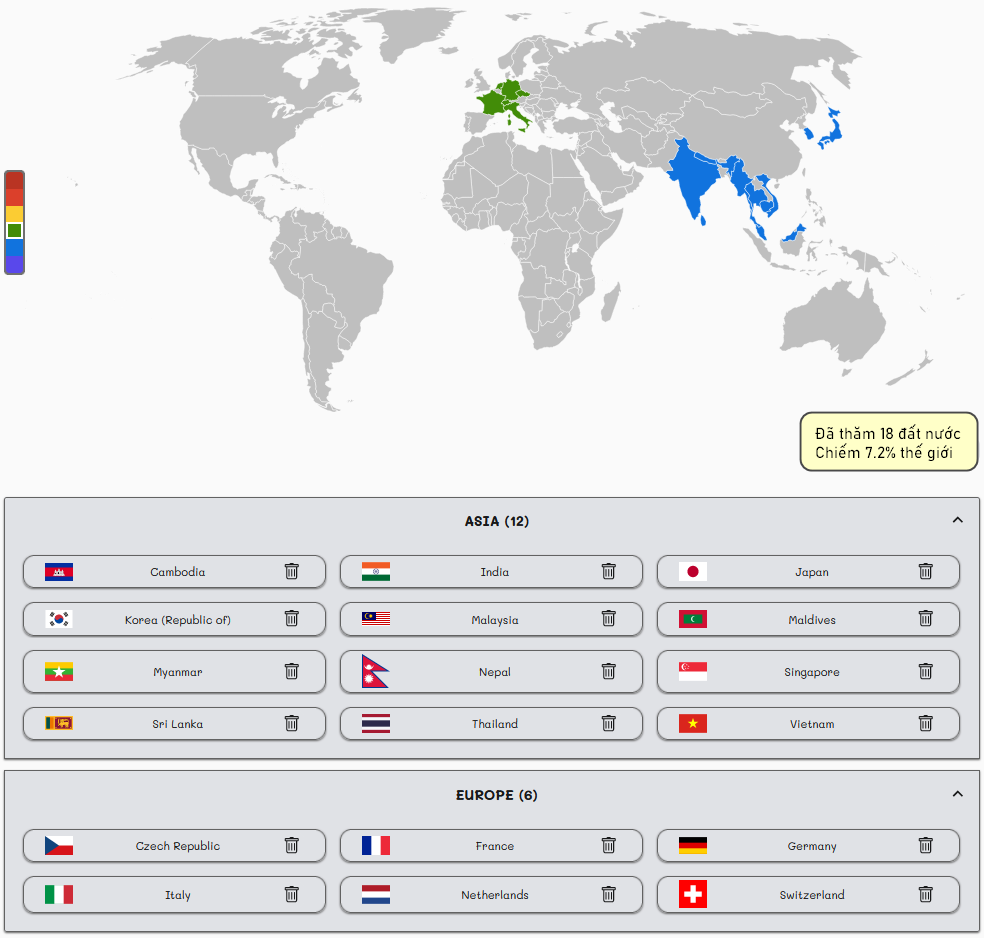 Đã thăm 18 đất nước
Chiếm 7.2% thế giới
ASIA (12)
Cambodia
India
Japan
Korea (Republic of)
Malaysia
Maldives
Myanmar
Nepal
Singapore
Sri Lanka
Thailand
Vietnam
EUROPE (6)
Czech Republic
France
Germany
Italy
Netherlands
Switzerland